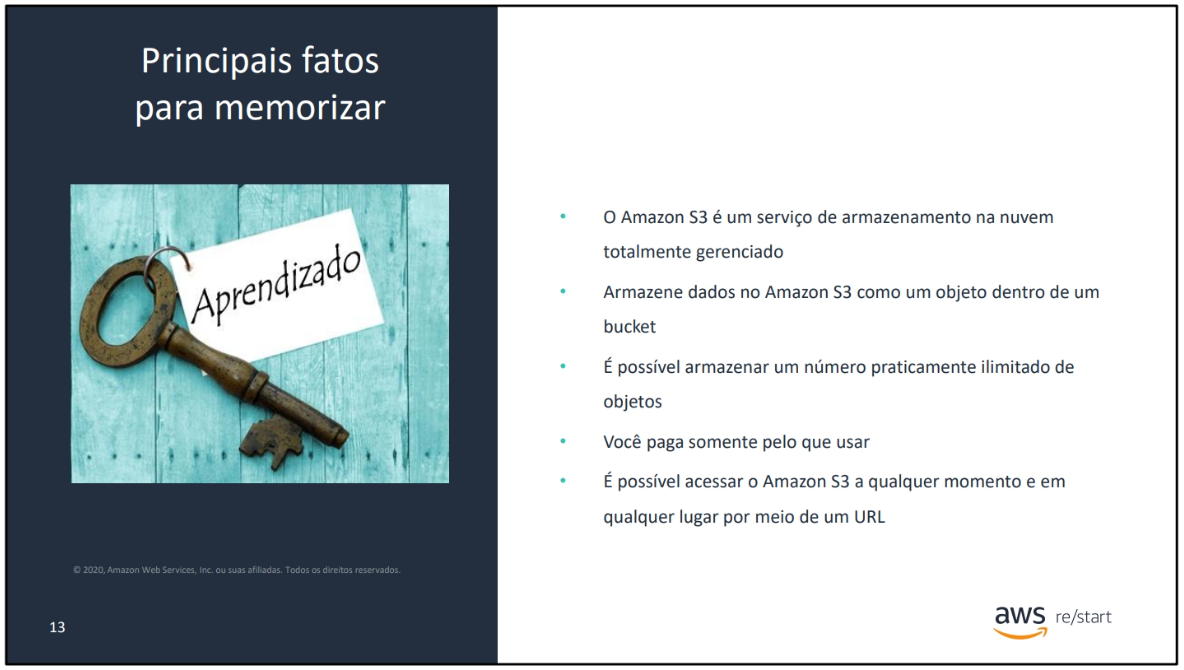 Principais fatos
para memorizar
Aprendizado
• O Amazon S3 é um serviço de armazenamento na nuvem
totalmente gerenciado
• Armazene dados no Amazon S3 como um objeto dentro de um
bucket
• É possível armazenar um número praticamente ilimitado de
objetos
• Você paga somente pelo que usar
• É possível acessar o Amazon S3 a qualquer momento e em
qualquer lugar por meio de um URL
© 2020, Amazon Web Services, Inc. ou suas afiliadas. Todos os direitos reservados.
13
aws re/start